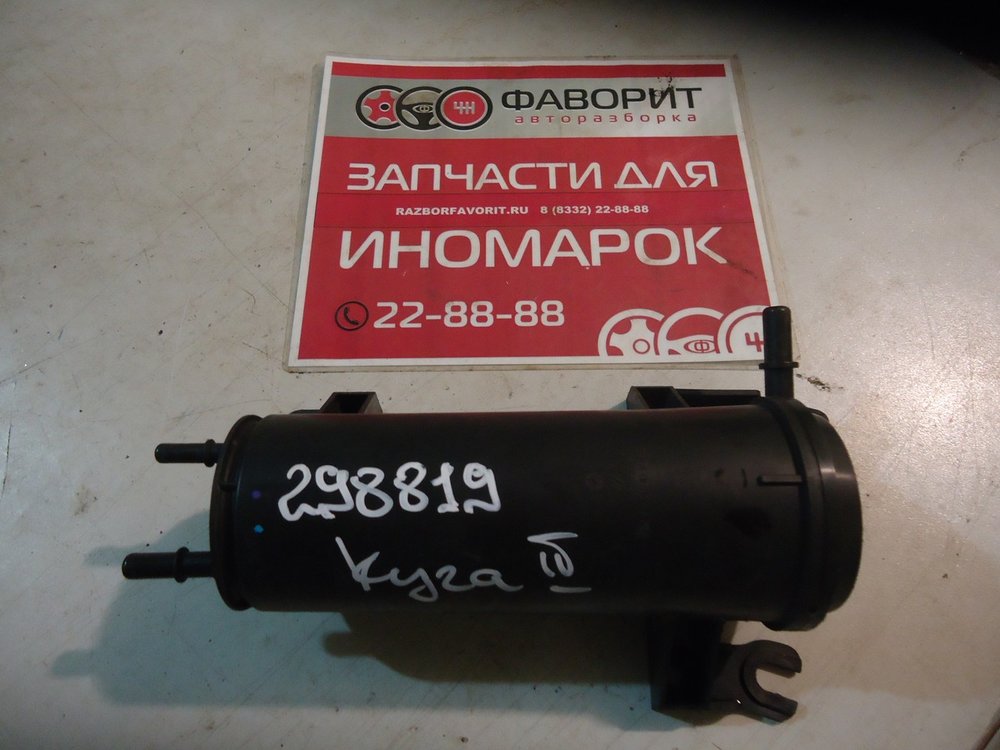 ФАВОРИТ
авторазборка
ЗАПЧАСТИ ДЛЯ
RAZBORFAVORIT.RU 8 (8332) 22-88-88
ИНОМАРОК
22-88-88
298819
Куга II